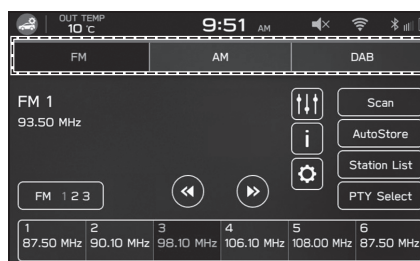 OUT TEMP
10 °C
9:51 AM
FM AM DAB
FM 1
93.50 MHz
Scan
AutoStore
Station List
PTY Select
FM 1 2 3
1 2 3 4 5 6
87.50 MHz 90.10 MHz 98.10 MHz 106.10 MHz 108.00 MHz 87.50 MHz